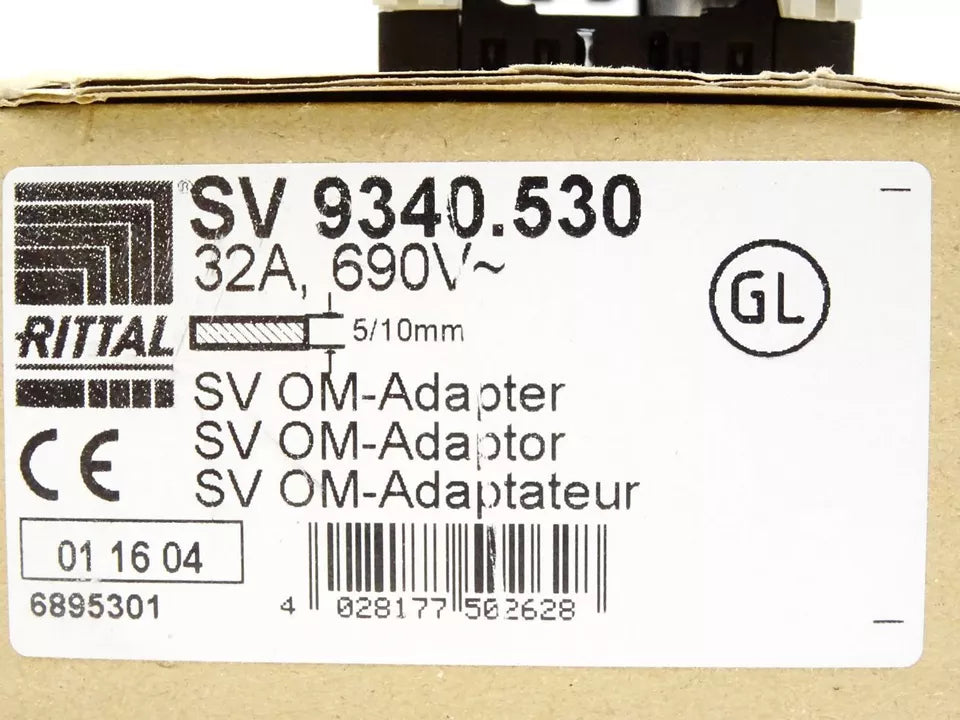 SV 9340.530
32A, 690V~
®
RITTAL
5/10mm
SV OM-Adapter
SV OM-Adaptor
SV OM-Adaptateur
CE
GL
01 16 04
6895301
4 028177 502628